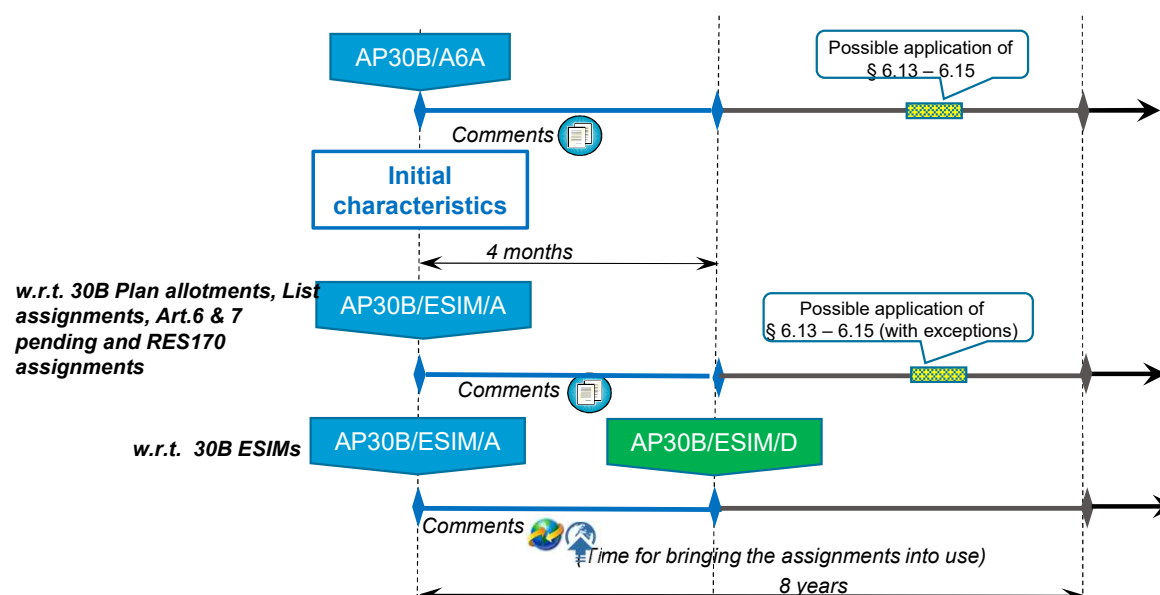 AP30B/A6A
Possible application of
§ 6.13 – 6.15
Comments
Initial
characteristics
4 months
w.r.t. 30B Plan allotments, List
assignments, Art.6 & 7
pending and RES170
assignments
AP30B/ESIM/A
Possible application of
§ 6.13 – 6.15 (with exceptions)
Comments
w.r.t. 30B ESIMs
AP30B/ESIM/A
AP30B/ESIM/D
Comments
(Time for bringing the assignments into use)
8 years